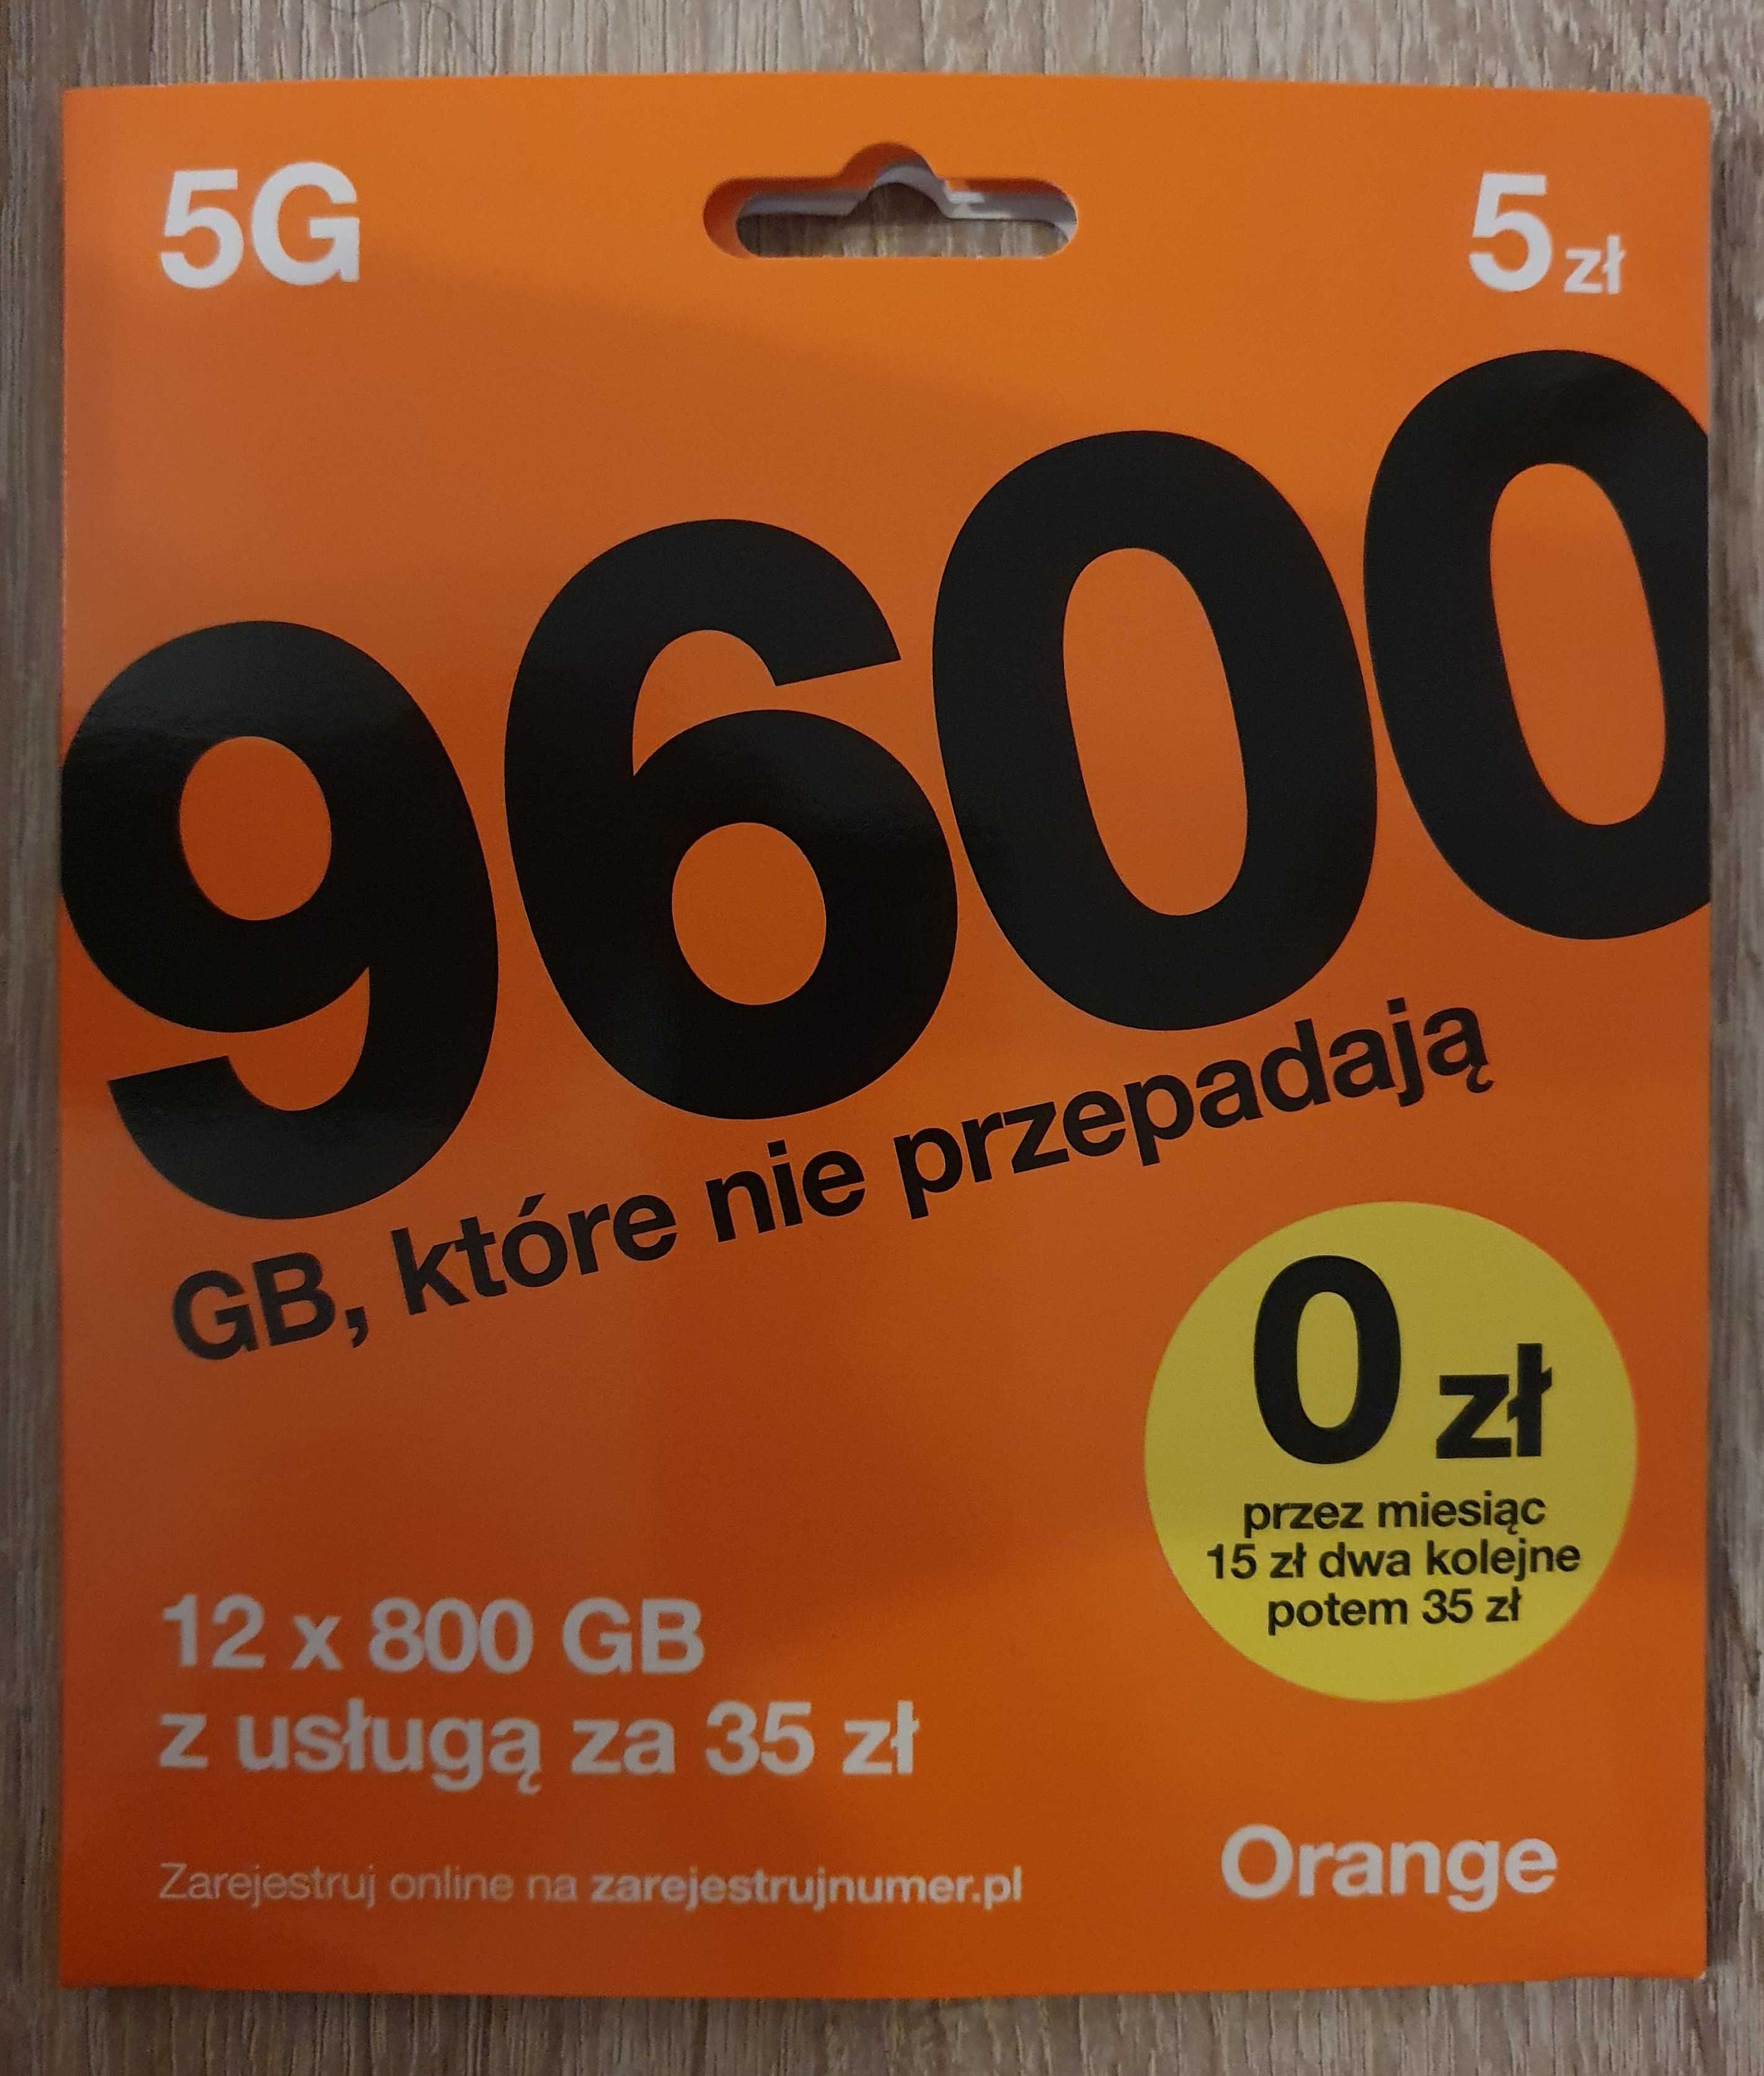 5G
5 zł
9600
GB, które nie przepadają
0 zł
przez miesiąc
15 zł dwa kolejne
potem 35 zł
12 x 800 GB
z usługą za 35 zł
Zarejestruj online na zarejestrujnumer.pl
Orange